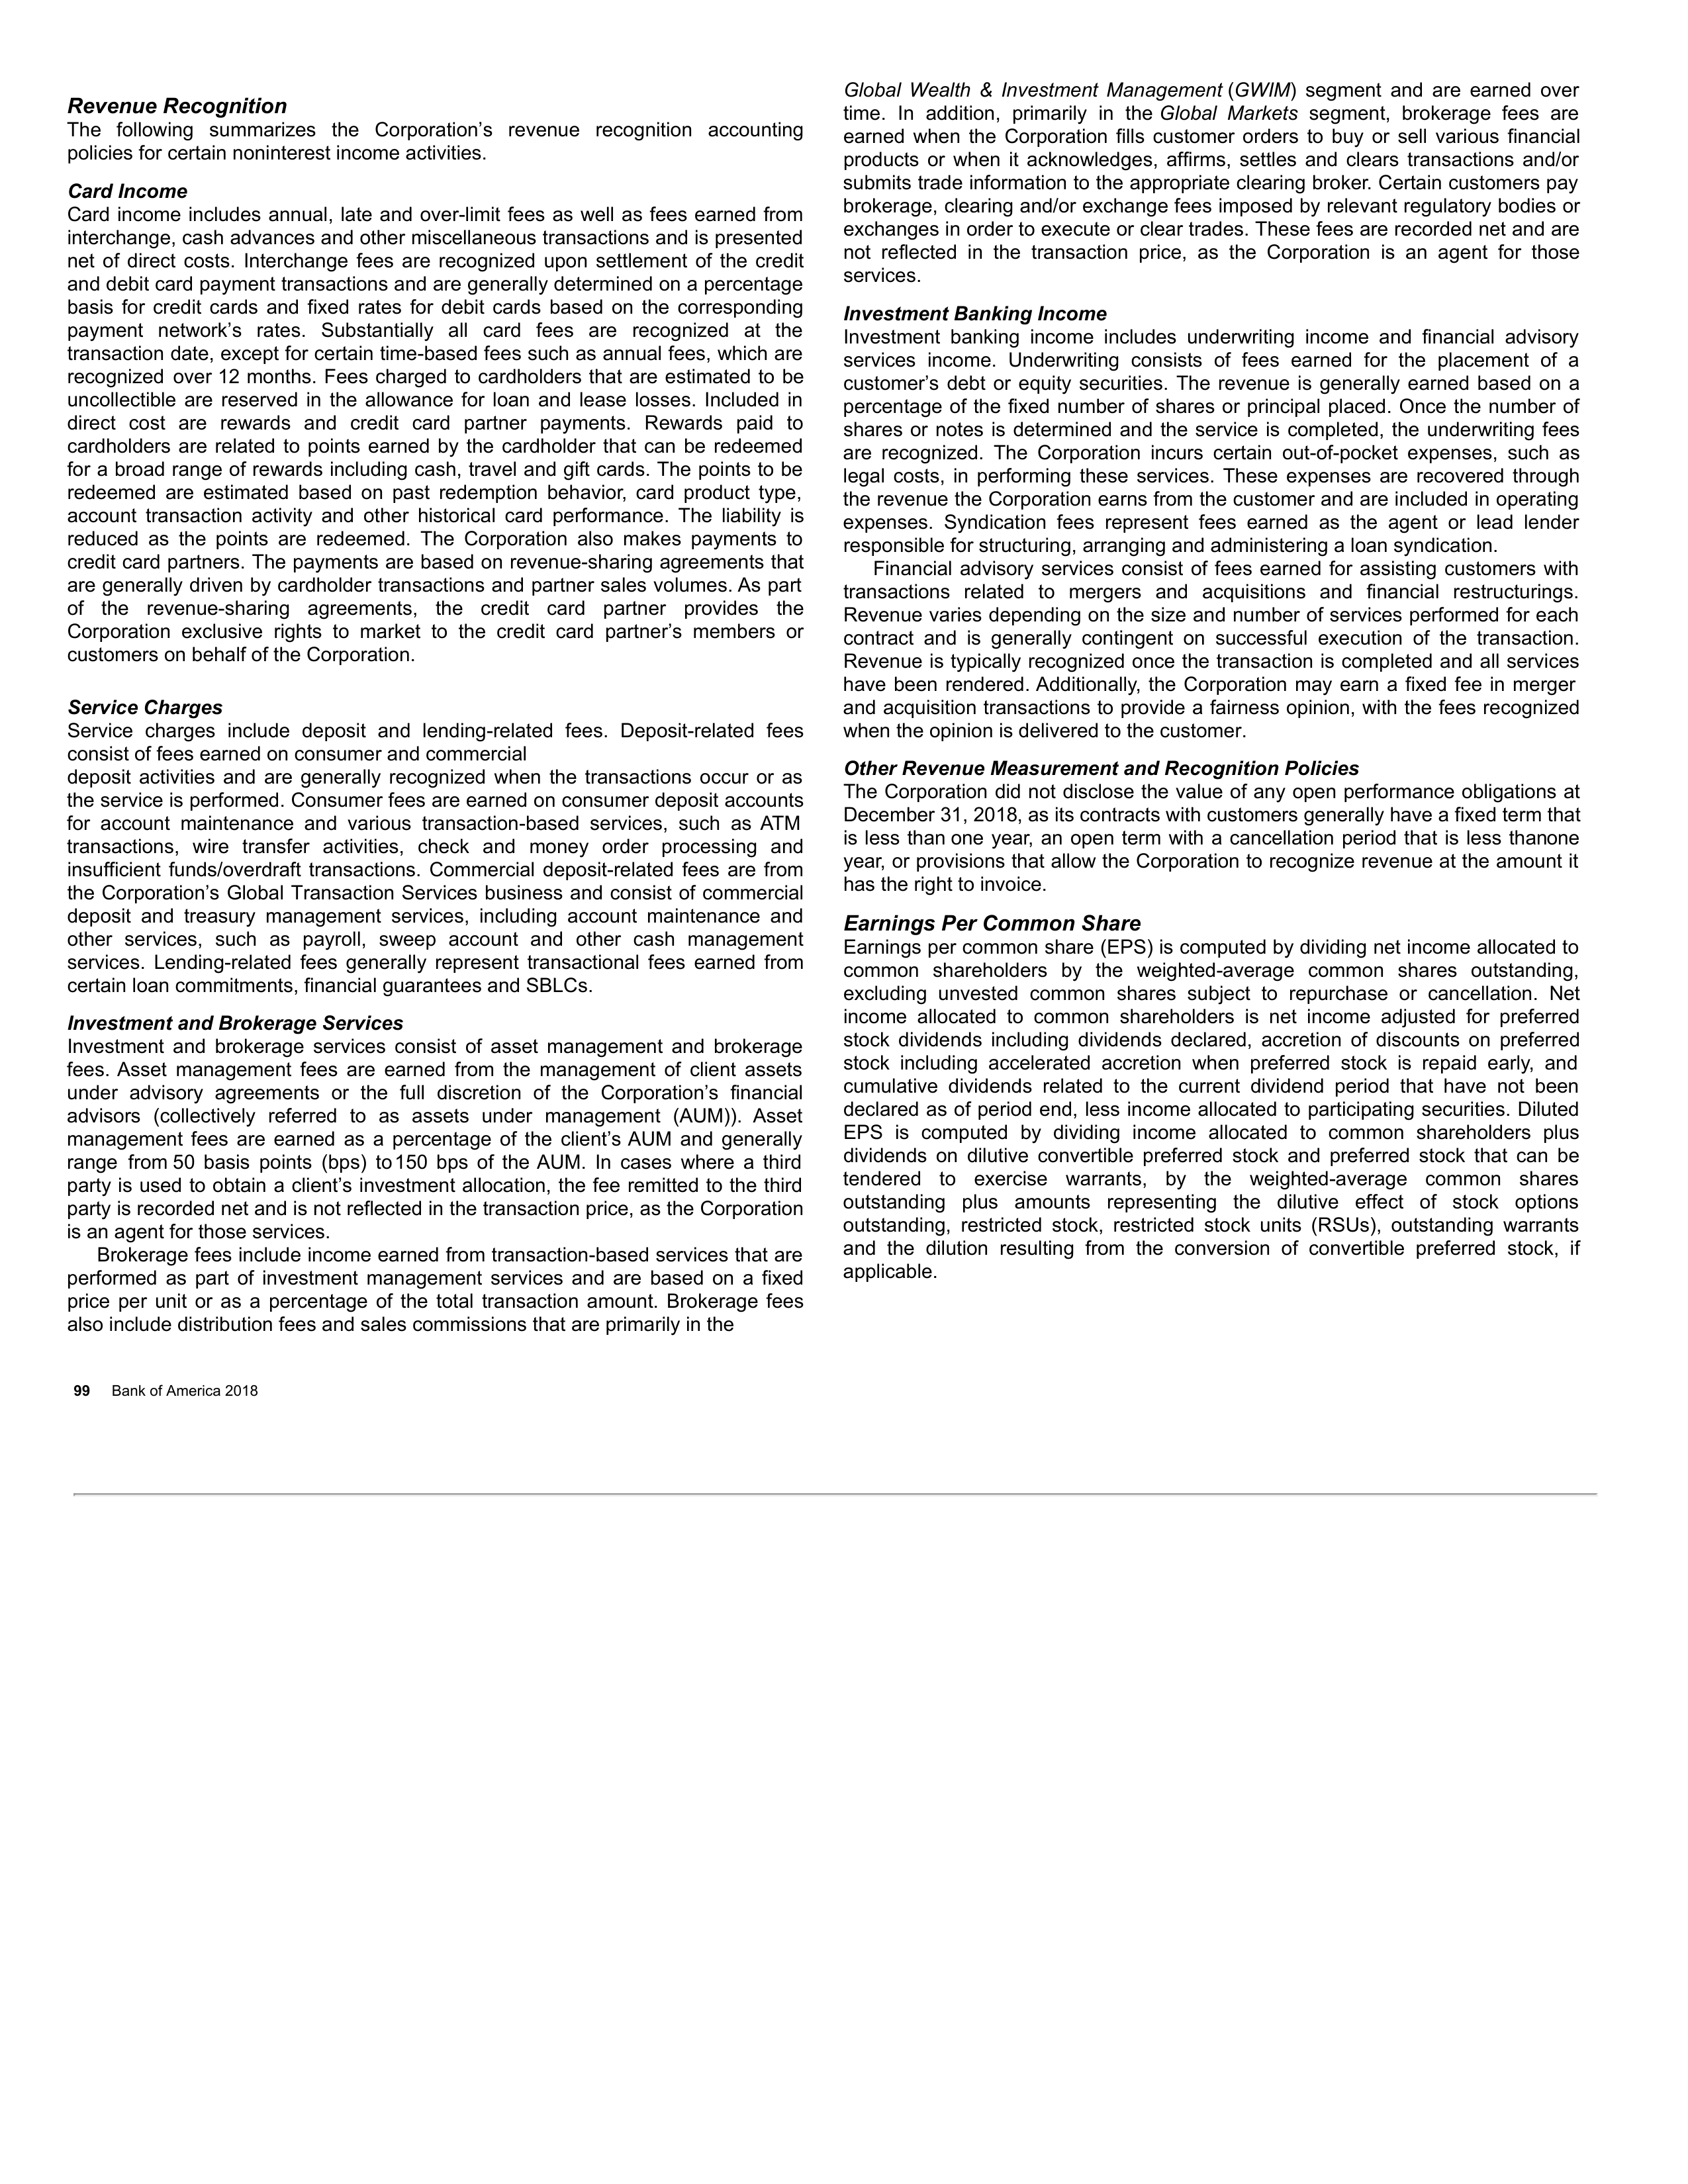 Revenue Recognition
The following summarizes the Corporation’s revenue recognition accounting
policies for certain noninterest income activities.
Card Income
Card income includes annual, late and over-limit fees as well as fees earned from
interchange, cash advances and other miscellaneous transactions and is presented
net of direct costs. Interchange fees are recognized upon settlement of the credit
and debit card payment transactions and are generally determined on a percentage
basis for credit cards and fixed rates for debit cards based on the corresponding
payment network’s rates. Substantially all card fees are recognized at the
transaction date, except for certain time-based fees such as annual fees, which are
recognized over 12 months. Fees charged to cardholders that are estimated to be
uncollectible are reserved in the allowance for loan and lease losses. Included in
direct cost are rewards and credit card partner payments. Rewards paid to
cardholders are related to points earned by the cardholder that can be redeemed
for a broad range of rewards including cash, travel and gift cards. The points to be
redeemed are estimated based on past redemption behavior, card product type,
account transaction activity and other historical card performance. The liability is
reduced as the points are redeemed. The Corporation also makes payments to
credit card partners. The payments are based on revenue-sharing agreements that
are generally driven by cardholder transactions and partner sales volumes. As part
of the revenue-sharing agreements, the credit card partner provides the
Corporation exclusive rights to market to the credit card partner’s members or
customers on behalf of the Corporation.
Service Charges
Service charges include deposit and lending-related fees. Deposit-related fees
consist of fees earned on consumer and commercial
deposit activities and are generally recognized when the transactions occur or as
the service is performed. Consumer fees are earned on consumer deposit accounts
for account maintenance and various transaction-based services, such as ATM
transactions, wire transfer activities, check and money order processing and
insufficient funds/overdraft transactions. Commercial deposit-related fees are from
the Corporation’s Global Transaction Services business and consist of commercial
deposit and treasury management services, including account maintenance and
other services, such as payroll, sweep account and other cash management
services. Lending-related fees generally represent transactional fees earned from
certain loan commitments, financial guarantees and SBLCs.
Investment and Brokerage Services
Investment and brokerage services consist of asset management and brokerage
fees. Asset management fees are earned from the management of client assets
under advisory agreements or the full discretion of the Corporation’s financial
advisors (collectively referred to as assets under management (AUM)). Asset
management fees are earned as a percentage of the client’s AUM and generally
range from 50 basis points (bps) to 150 bps of the AUM. In cases where a third
party is used to obtain a client’s investment allocation, the fee remitted to the third
party is recorded net and is not reflected in the transaction price, as the Corporation
is an agent for those services.
Brokerage fees include income earned from transaction-based services that are
performed as part of investment management services and are based on a fixed
price per unit or as a percentage of the total transaction amount. Brokerage fees
also include distribution fees and sales commissions that are primarily in the
Global Wealth & Investment Management (GWIM) segment and are earned over
time. In addition, primarily in the Global Markets segment, brokerage fees are
earned when the Corporation fills customer orders to buy or sell various financial
products or when it acknowledges, affirms, settles and clears transactions and/or
submits trade information to the appropriate clearing broker. Certain customers pay
brokerage, clearing and/or exchange fees imposed by relevant regulatory bodies or
exchanges in order to execute or clear trades. These fees are recorded net and are
not reflected in the transaction price, as the Corporation is an agent for those
services.
Investment Banking Income
Investment banking income includes underwriting income and financial advisory
services income. Underwriting consists of fees earned for the placement of a
customer’s debt or equity securities. The revenue is generally earned based on a
percentage of the fixed number of shares or principal placed. Once the number of
shares or notes is determined and the service is completed, the underwriting fees
are recognized. The Corporation incurs certain out-of-pocket expenses, such as
legal costs, in performing these services. These expenses are recovered through
the revenue the Corporation earns from the customer and are included in operating
expenses. Syndication fees represent fees earned as the agent or lead lender
responsible for structuring, arranging and administering a loan syndication.
Financial advisory services consist of fees earned for assisting customers with
transactions related to mergers and acquisitions and financial restructurings.
Revenue varies depending on the size and number of services performed for each
contract and is generally contingent on successful execution of the transaction.
Revenue is typically recognized once the transaction is completed and all services
have been rendered. Additionally, the Corporation may earn a fixed fee in merger
and acquisition transactions to provide a fairness opinion, with the fees recognized
when the opinion is delivered to the customer.
Other Revenue Measurement and Recognition Policies
The Corporation did not disclose the value of any open performance obligations at
December 31, 2018, as its contracts with customers generally have a fixed term that
is less than one year, an open term with a cancellation period that is less thanone
year, or provisions that allow the Corporation to recognize revenue at the amount it
has the right to invoice.
Earnings Per Common Share
Earnings per common share (EPS) is computed by dividing net income allocated to
common shareholders by the weighted-average common shares outstanding,
excluding unvested common shares subject to repurchase or cancellation. Net
income allocated to common shareholders is net income adjusted for preferred
stock dividends including dividends declared, accretion of discounts on preferred
stock including accelerated accretion when preferred stock is repaid early, and
cumulative dividends related to the current dividend period that have not been
declared as of period end, less income allocated to participating securities. Diluted
EPS is computed by dividing income allocated to common shareholders plus
dividends on dilutive convertible preferred stock and preferred stock that can be
tendered to exercise warrants, by the weighted-average common shares
outstanding plus amounts representing the dilutive effect of stock options
outstanding, restricted stock, restricted stock units (RSUs), outstanding warrants
and the dilution resulting from the conversion of convertible preferred stock, if
applicable.
99 Bank of America 2018